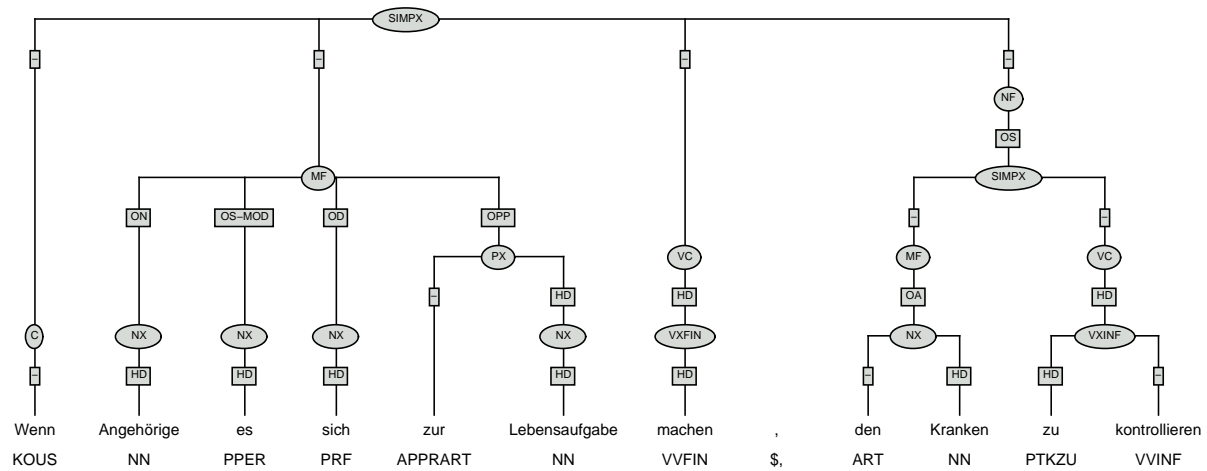 SIMPX
– – – –
NF
OS
MF SIMPX
ON OS–MOD OD OPP – –
PX VC MF VC
– HD HD OA HD
C NX NX NX NX VXFIN NX VXINF
– HD HD HD HD HD – HD HD –
Wenn Angehörige es sich zur Lebensaufgabe machen , den Kranken zu kontrollieren
KOUS NN PPER PRF APPRART NN VVFIN $, ART NN PTKZU VVINF